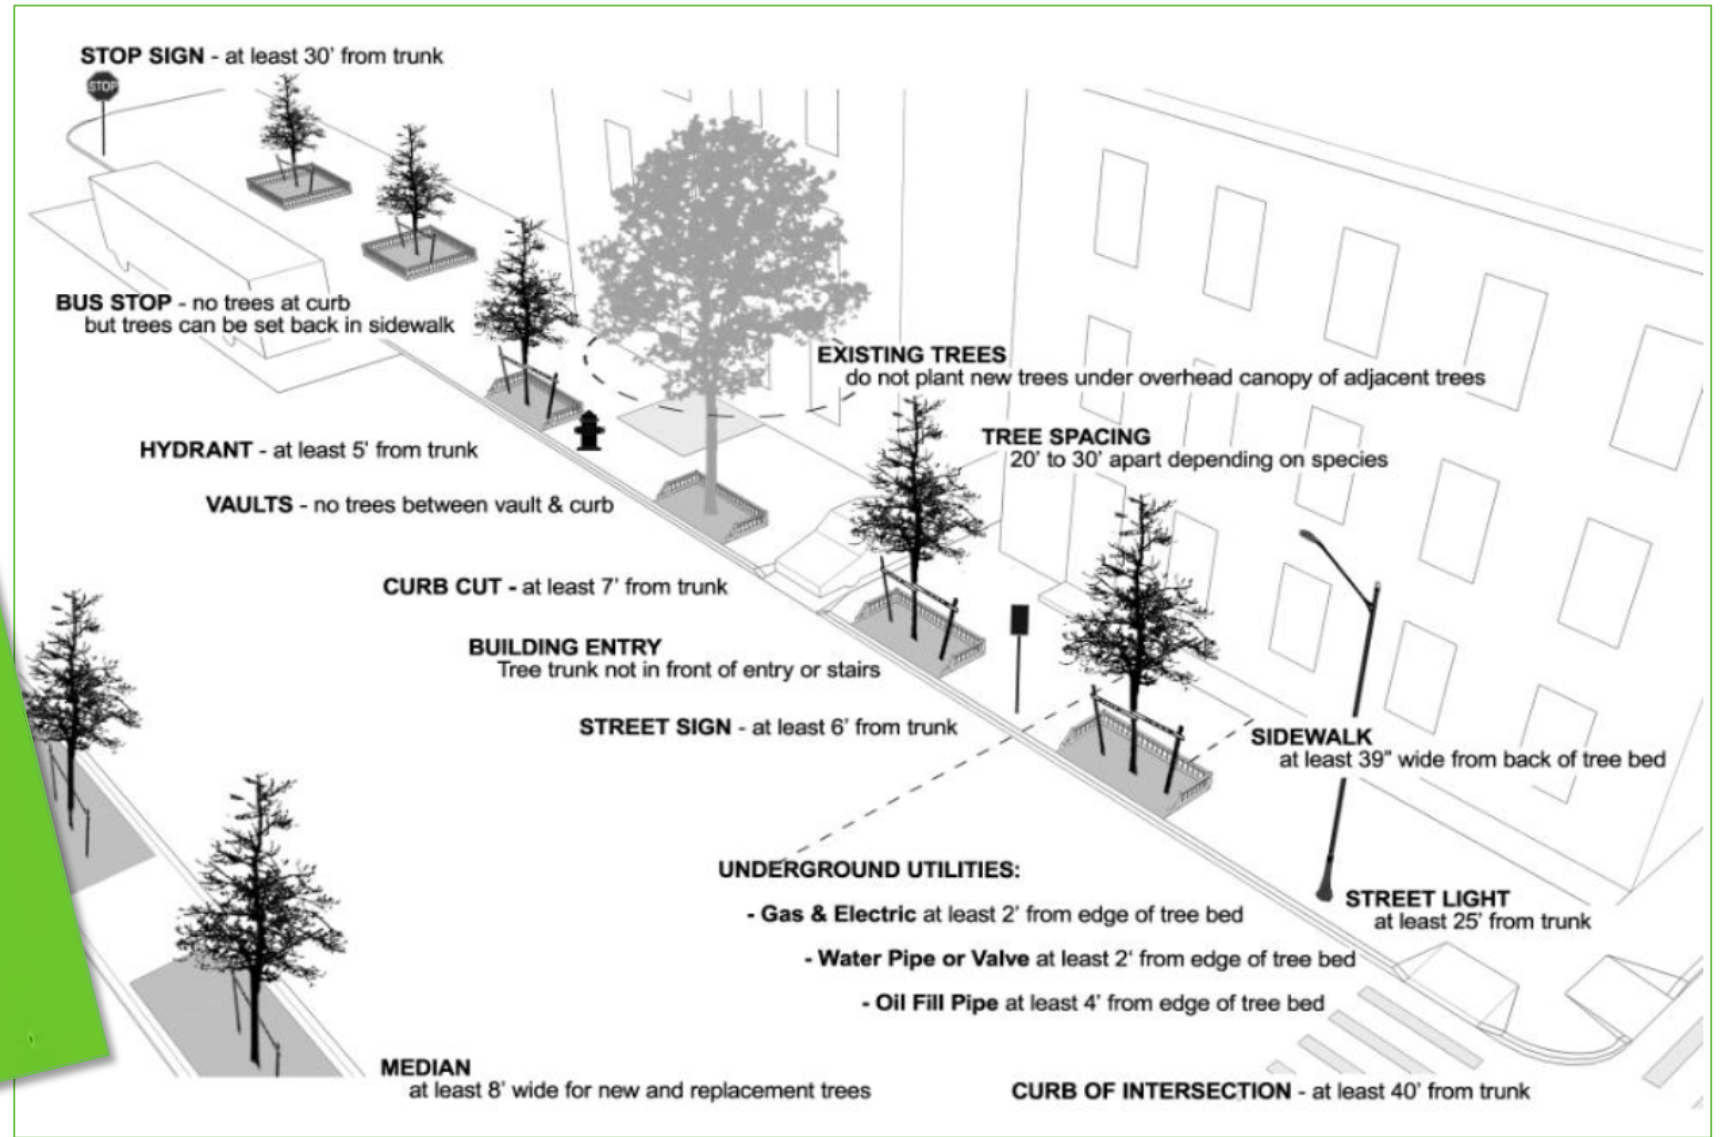 STOP SIGN - at least 30' from trunk
STOP
BUS STOP - no trees at curb
but trees can be set back in sidewalk
EXISTING TREES
do not plant new trees under overhead canopy of adjacent trees
HYDRANT - at least 5' from trunk
TREE SPACING
20' to 30' apart depending on species
VAULTS - no trees between vault & curb
CURB CUT - at least 7' from trunk
BUILDING ENTRY
Tree trunk not in front of entry or stairs
STREET SIGN - at least 6' from trunk
SIDEWALK
at least 39" wide from back of tree bed
UNDERGROUND UTILITIES:
- Gas & Electric at least 2' from edge of tree bed
- Water Pipe or Valve at least 2' from edge of tree bed
- Oil Fill Pipe at least 4' from edge of tree bed
STREET LIGHT
at least 25' from trunk
MEDIAN
at least 8' wide for new and replacement trees
CURB OF INTERSECTION - at least 40' from trunk